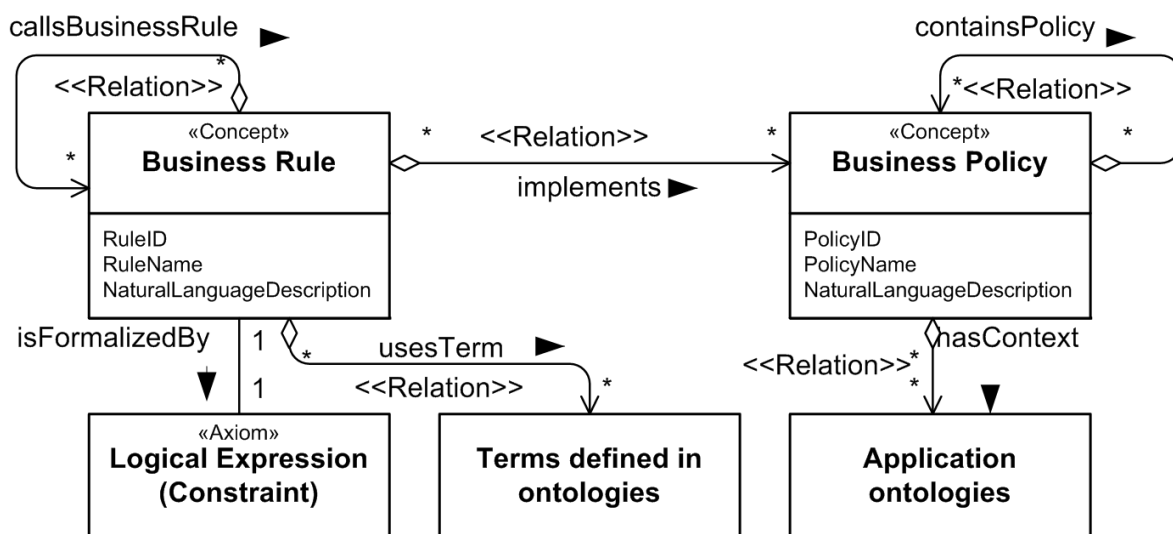 callsBusinessRule
containsPolicy
*
<<Relation>>
*
<<Relation>>
«Concept»
Business Rule
*
*
<<Relation>>
*
«Concept»
Business Policy
*
implements
RuleID
RuleName
NaturalLanguageDescription
PolicyID
PolicyName
NaturalLanguageDescription
isFormalizedBy
1
*
usesTerm
hasContext
<<Relation>>
*
<<Relation>>
*
*
1
«Axiom»
Logical Expression
(Constraint)
Terms defined in
ontologies
Application
ontologies